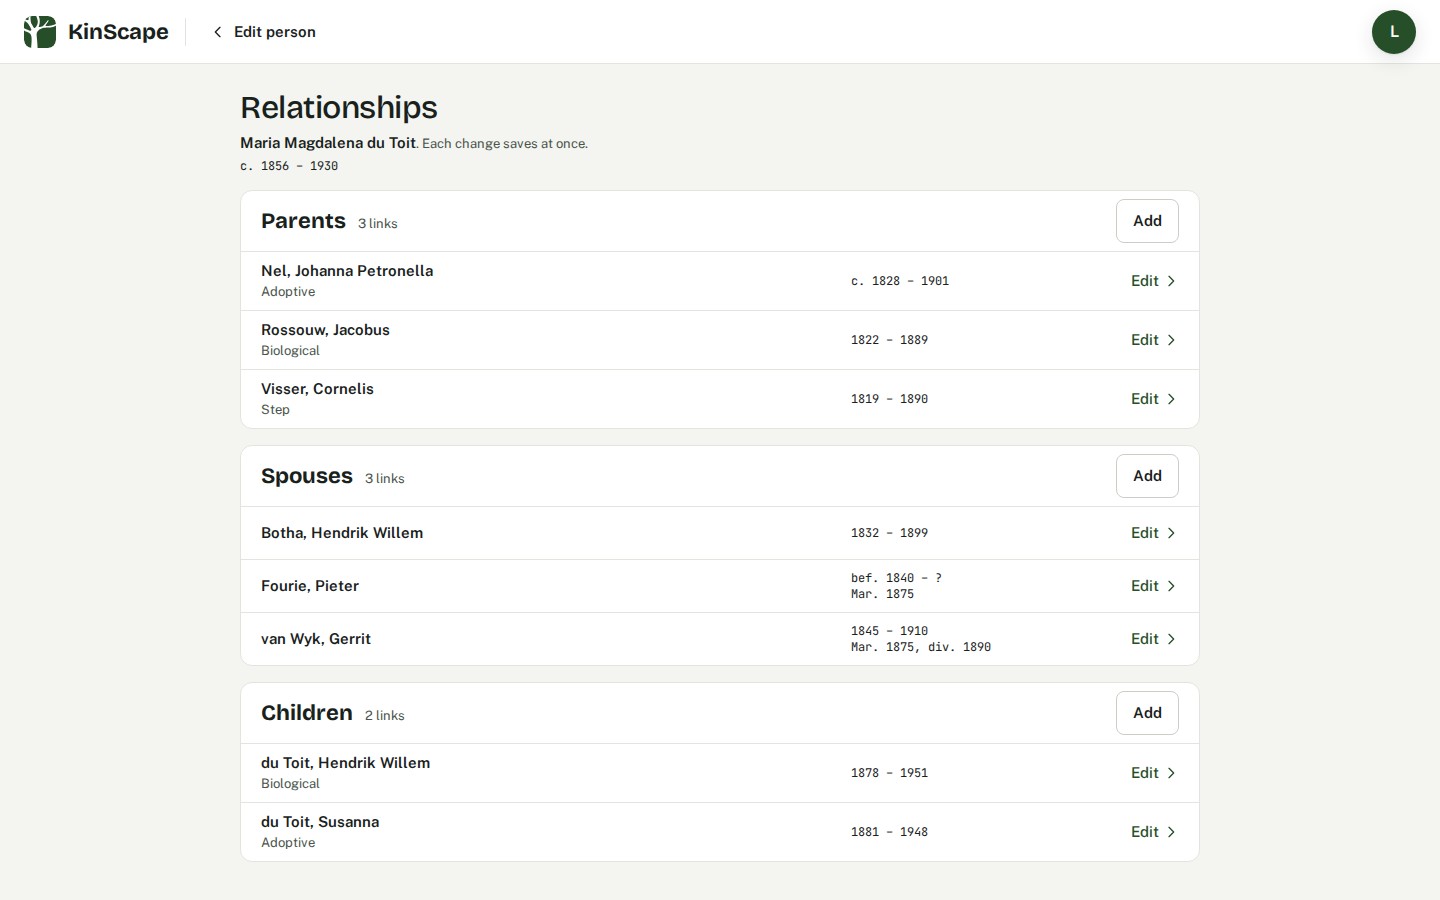 KinScape
Edit person
L
Relationships
Maria Magdalena du Toit. Each change saves at once.
c. 1856 – 1930
Parents 3 links Add
Nel, Johanna Petronella
Adoptive
c. 1828 – 1901
Edit
Rossouw, Jacobus
Biological
1822 – 1889
Edit
Visser, Cornelis
Step
1819 – 1890
Edit
Spouses 3 links Add
Botha, Hendrik Willem
1832 – 1899
Edit
Fourie, Pieter
bef. 1840 – ?
Mar. 1875
Edit
van Wyk, Gerrit
1845 – 1910
Mar. 1875, div. 1890
Edit
Children 2 links Add
du Toit, Hendrik Willem
Biological
1878 – 1951
Edit
du Toit, Susanna
Adoptive
1881 – 1948
Edit